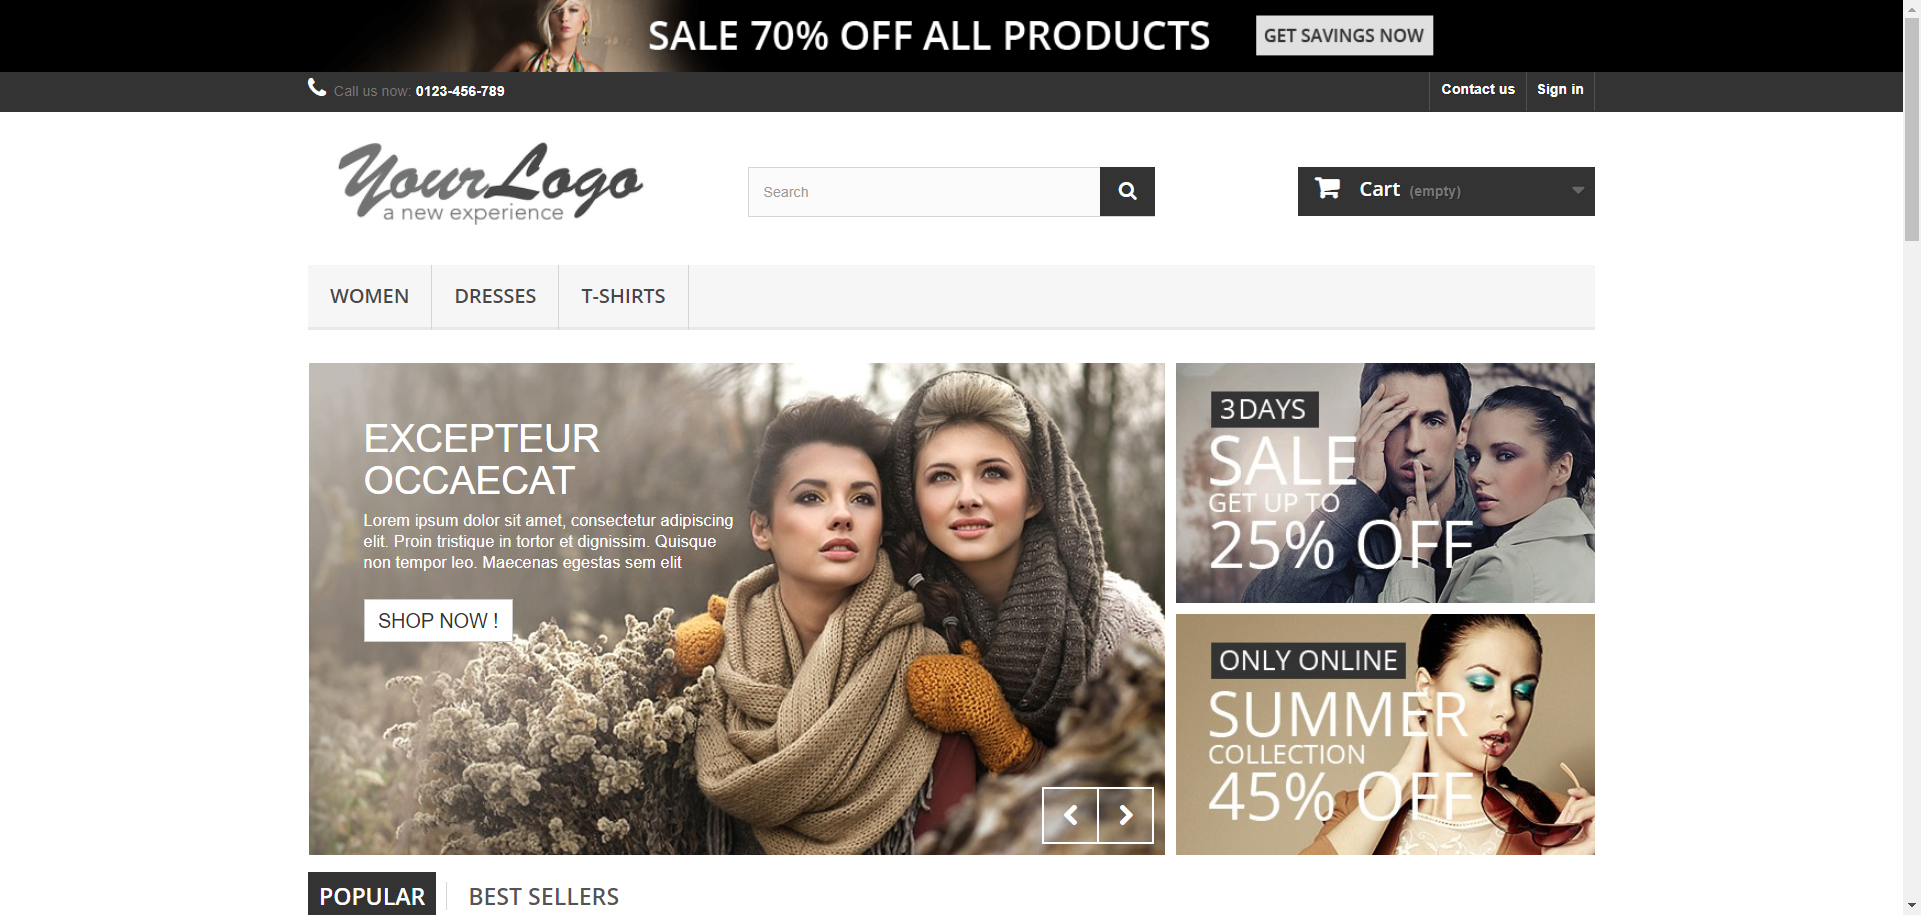 SALE 70% OFF ALL PRODUCTS
GET SAVINGS NOW
Call us now: 0123-456-789
Contact us
Sign in
YourLogo
a new experience
Search
Cart (empty)
WOMEN
DRESSES
T-SHIRTS
EXCEPTEUR
OCCAECAT
Lorem ipsum dolor sit amet, consectetur adipiscing
elit. Proin tristique in tortor et dignissim. Quisque
non tempor leo. Maecenas egestas sem elit
SHOP NOW !
3 DAYS
SALE
GET UP TO
25% OFF
ONLY ONLINE
SUMMER
COLLECTION
45% OFF
POPULAR
BEST SELLERS